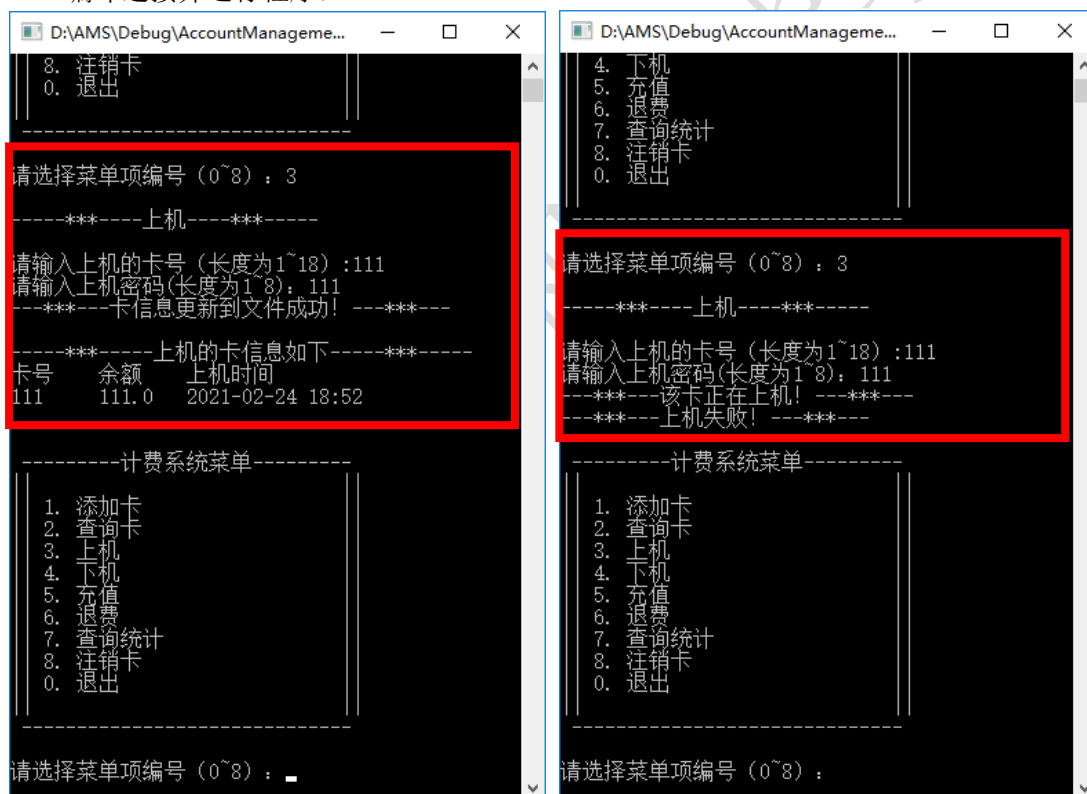 D:\AMS\Debug\AccountManageme...
8. 注销卡
0. 退出
------------------------------
请选择菜单项编号（0~8）: 3
-----***----上机----***-----
请输入上机的卡号（长度为1~18）:111
请输入上机密码(长度为1~8): 111
---***---卡信息更新到文件成功! ---***---
-----***-----上机的卡信息如下-----***-----
卡号 余额 上机时间
111 111.0 2021-02-24 18:52
---------计费系统菜单---------
1. 添加卡
2. 查询卡
3. 上机
4. 下机
5. 充值
6. 退费
7. 查询统计
8. 注销卡
0. 退出
------------------------------
请选择菜单项编号（0~8）:
D:\AMS\Debug\AccountManageme...
4. 下机
5. 充值
6. 退费
7. 查询统计
8. 注销卡
0. 退出
------------------------------
请选择菜单项编号（0~8）: 3
-----***----上机----***-----
请输入上机的卡号（长度为1~18）:111
请输入上机密码(长度为1~8): 111
---***---该卡正在上机! ---***---
---***---上机失败! ---***---
---------计费系统菜单---------
1. 添加卡
2. 查询卡
3. 上机
4. 下机
5. 充值
6. 退费
7. 查询统计
8. 注销卡
0. 退出
------------------------------
请选择菜单项编号（0~8）: